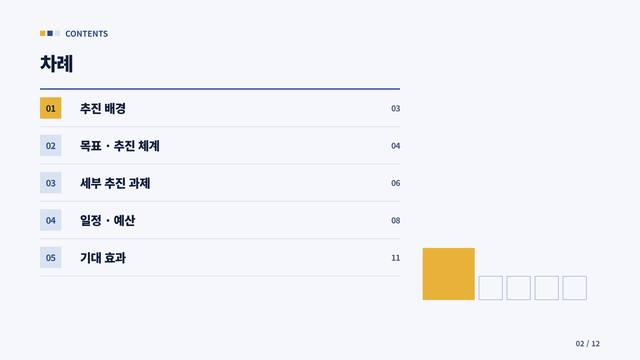 CONTENTS
차례
01 추진 배경 03
02 목표 · 추진 체계 04
03 세부 추진 과제 06
04 일정 · 예산 08
05 기대 효과 11
02 / 12